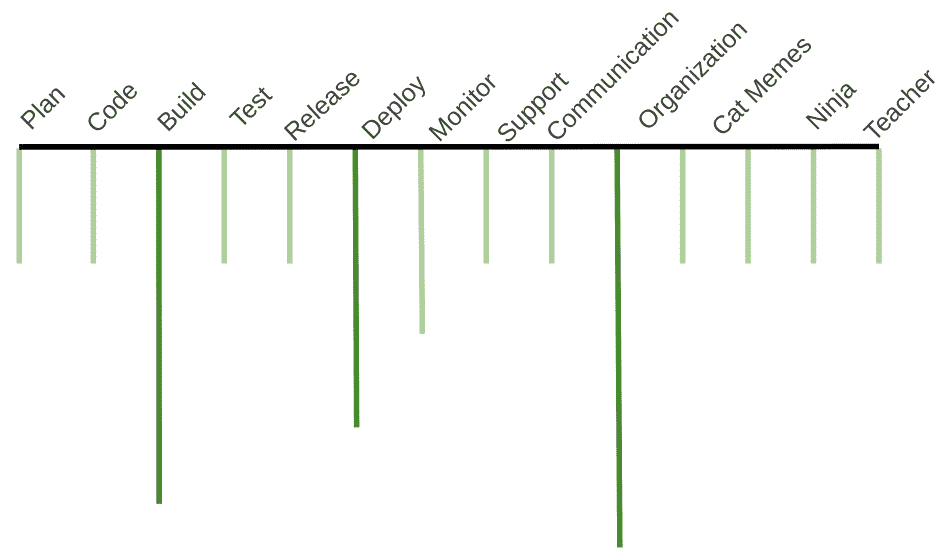 Plan
Code
Build
Test
Release
Deploy
Monitor
Support
Communication
Organization
Cat Memes
Ninja
Teacher